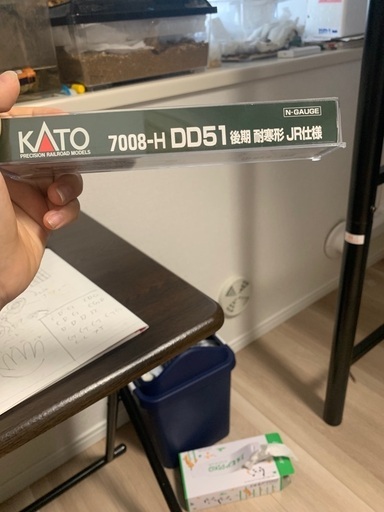 N-GAUGE
KATO 7008-H DD51 後期 耐寒形 JR仕様
PRECISION RAILROAD MODELS